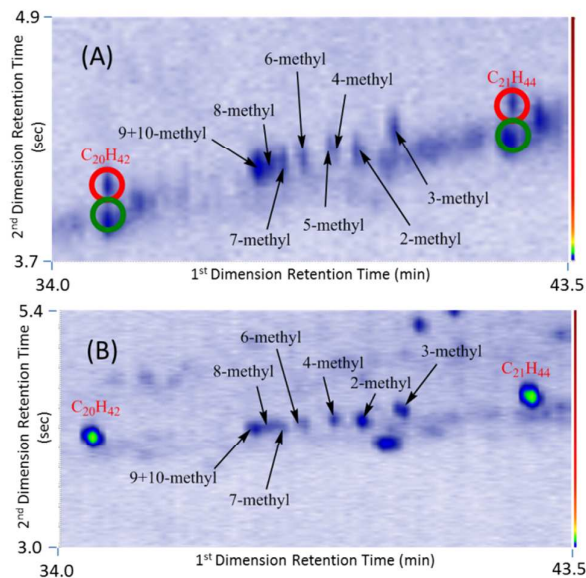 4.9
(A)
6-methyl
4-methyl
C21H44
8-methyl
9+10-methyl
C20H42
3-methyl
5-methyl
7-methyl
2-methyl
2nd Dimension Retention Time
(sec)
3.7
34.0
1st Dimension Retention Time (min)
43.5
5.4
(B)
6-methyl
4-methyl
3-methyl
8-methyl
2-methyl
C21H44
C20H42
9+10-methyl
7-methyl
2nd Dimension Retention Time
(sec)
3.0
34.0
1st Dimension Retention Time (min)
43.5